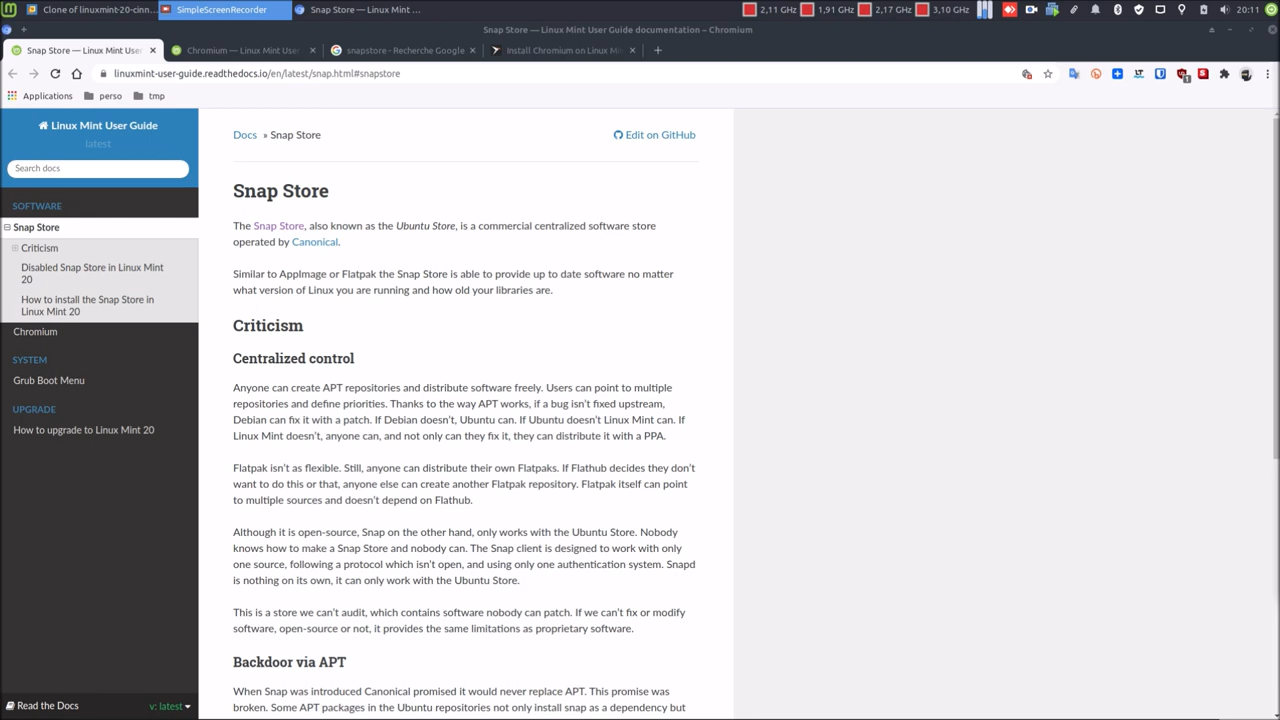 Clone of linuxmint-20-cinn...
SimpleScreenRecorder
Snap Store — Linux Mint ...
2,11 GHz
1,91 GHz
2,17 GHz
3,10 GHz
20:11
Snap Store — Linux Mint User Guide documentation – Chromium
Snap Store — Linux Mint User
Chromium — Linux Mint User
snapstore - Recherche Google
Install Chromium on Linux Mi
linuxmint-user-guide.readthedocs.io/en/latest/snap.html#snapstore
Applications
perso
tmp
Linux Mint User Guide
latest
Search docs
SOFTWARE
Snap Store
Criticism
Disabled Snap Store in Linux Mint
20
How to install the Snap Store in
Linux Mint 20
Chromium
SYSTEM
Grub Boot Menu
UPGRADE
How to upgrade to Linux Mint 20
Read the Docs
v: latest
Docs » Snap Store
Edit on GitHub
Snap Store
The Snap Store, also known as the Ubuntu Store, is a commercial centralized software store
operated by Canonical.
Similar to AppImage or Flatpak the Snap Store is able to provide up to date software no matter
what version of Linux you are running and how old your libraries are.
Criticism
Centralized control
Anyone can create APT repositories and distribute software freely. Users can point to multiple
repositories and define priorities. Thanks to the way APT works, if a bug isn't fixed upstream,
Debian can fix it with a patch. If Debian doesn't, Ubuntu can. If Ubuntu doesn't Linux Mint can. If
Linux Mint doesn't, anyone can, and not only can they fix it, they can distribute it with a PPA.
Flatpak isn't as flexible. Still, anyone can distribute their own Flatpaks. If Flathub decides they don't
want to do this or that, anyone else can create another Flatpak repository. Flatpak itself can point
to multiple sources and doesn't depend on Flathub.
Although it is open-source, Snap on the other hand, only works with the Ubuntu Store. Nobody
knows how to make a Snap Store and nobody can. The Snap client is designed to work with only
one source, following a protocol which isn't open, and using only one authentication system. Snapd
is nothing on its own, it can only work with the Ubuntu Store.
This is a store we can't audit, which contains software nobody can patch. If we can't fix or modify
software, open-source or not, it provides the same limitations as proprietary software.
Backdoor via APT
When Snap was introduced Canonical promised it would never replace APT. This promise was
broken. Some APT packages in the Ubuntu repositories not only install snap as a dependency but